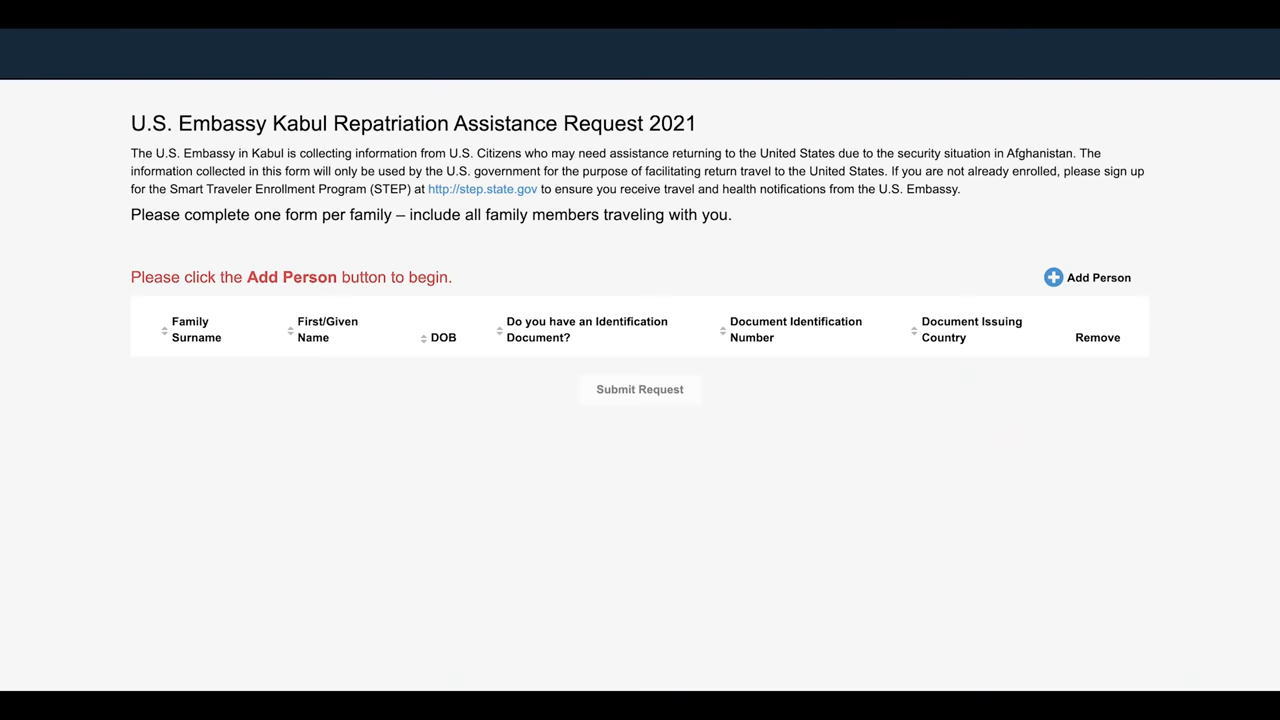 U.S. Embassy Kabul Repatriation Assistance Request 2021
The U.S. Embassy in Kabul is collecting information from U.S. Citizens who may need assistance returning to the United States due to the security situation in Afghanistan. The
information collected in this form will only be used by the U.S. government for the purpose of facilitating return travel to the United States. If you are not already enrolled, please sign up
for the Smart Traveler Enrollment Program (STEP) at http://step.state.gov to ensure you receive travel and health notifications from the U.S. Embassy.
Please complete one form per family – include all family members traveling with you.
Please click the Add Person button to begin.
Add Person
Family Surname
First/Given Name
DOB
Do you have an Identification Document?
Document Identification Number
Document Issuing Country
Remove
Submit Request